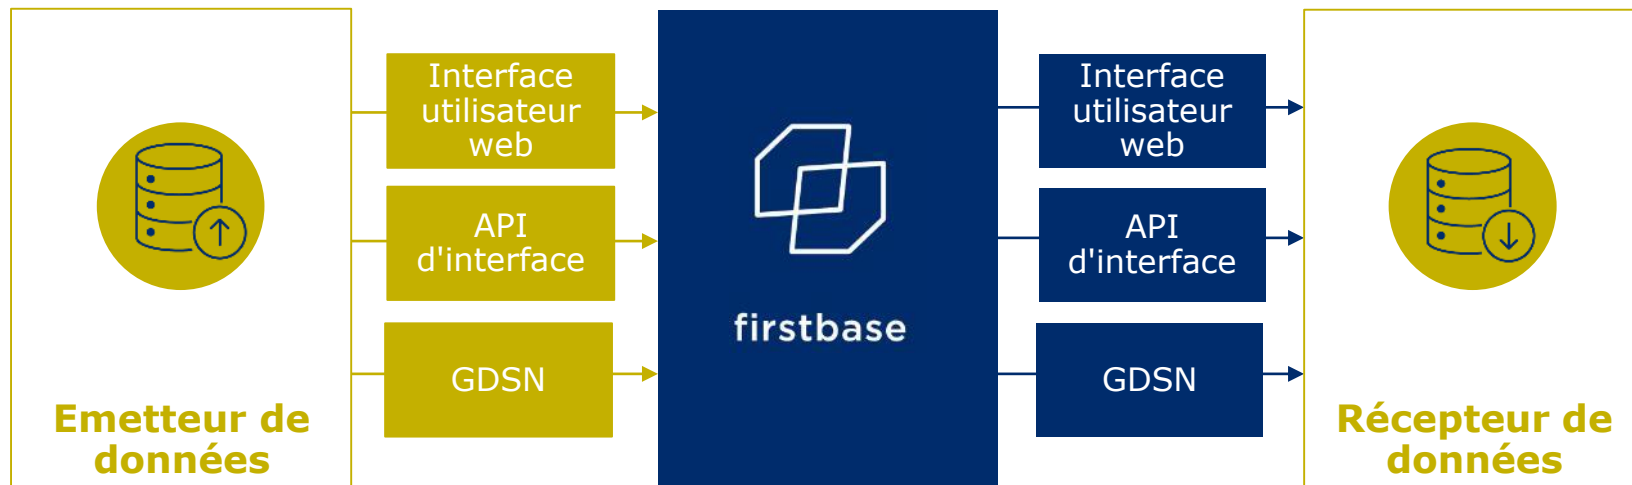 Emetteur de
données
Interface
utilisateur
web
API
d'interface
GDSN
firstbase
Interface
utilisateur
web
API
d'interface
GDSN
Récepteur de
données